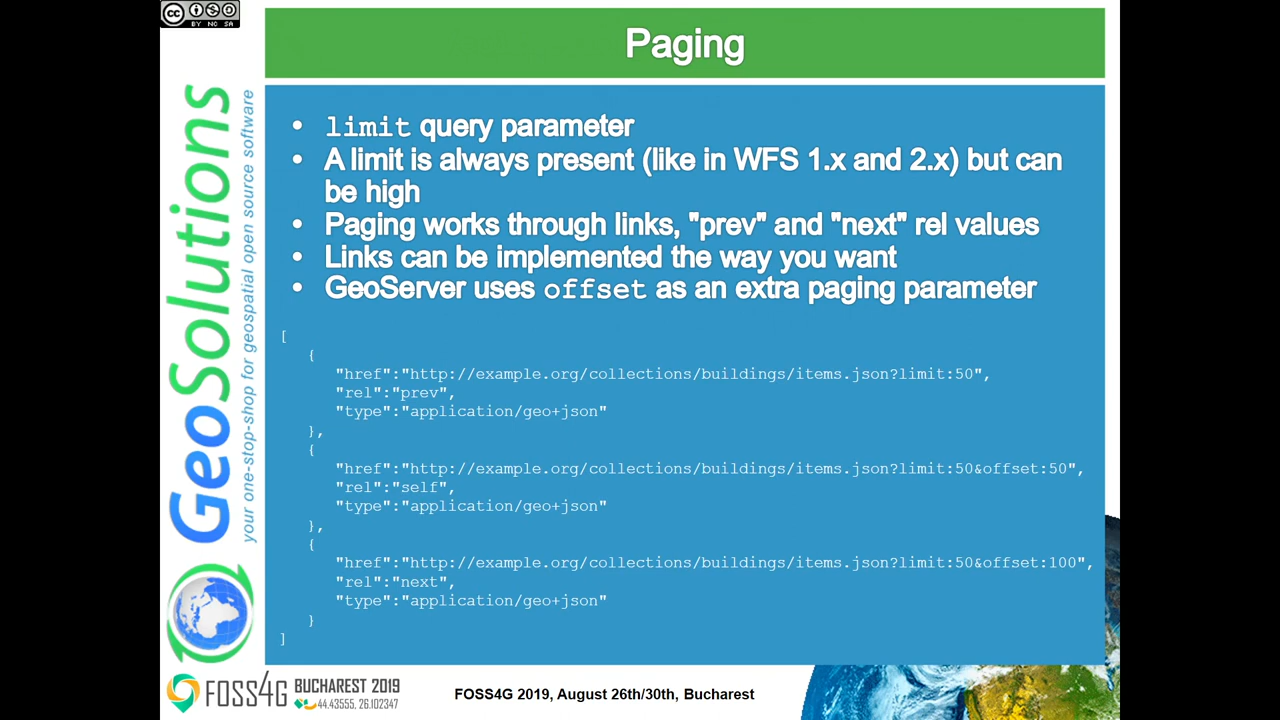 cc BY NC SA
Paging
• limit query parameter
• A limit is always present (like in WFS 1.x and 2.x) but can
be high
• Paging works through links, "prev" and "next" rel values
• Links can be implemented the way you want
• GeoServer uses offset as an extra paging parameter
[
{
"href":"http://example.org/collections/buildings/items.json?limit:50",
"rel":"prev",
"type":"application/geo+json"
},
{
"href":"http://example.org/collections/buildings/items.json?limit:50&offset:50",
"rel":"self",
"type":"application/geo+json"
},
{
"href":"http://example.org/collections/buildings/items.json?limit:50&offset:100",
"rel":"next",
"type":"application/geo+json"
}
]
GeoSolutions
your one-stop-shop for geospatial open source software
FOSS4G BUCHAREST 2019
44.43555, 26.102347
FOSS4G 2019, August 26th/30th, Bucharest